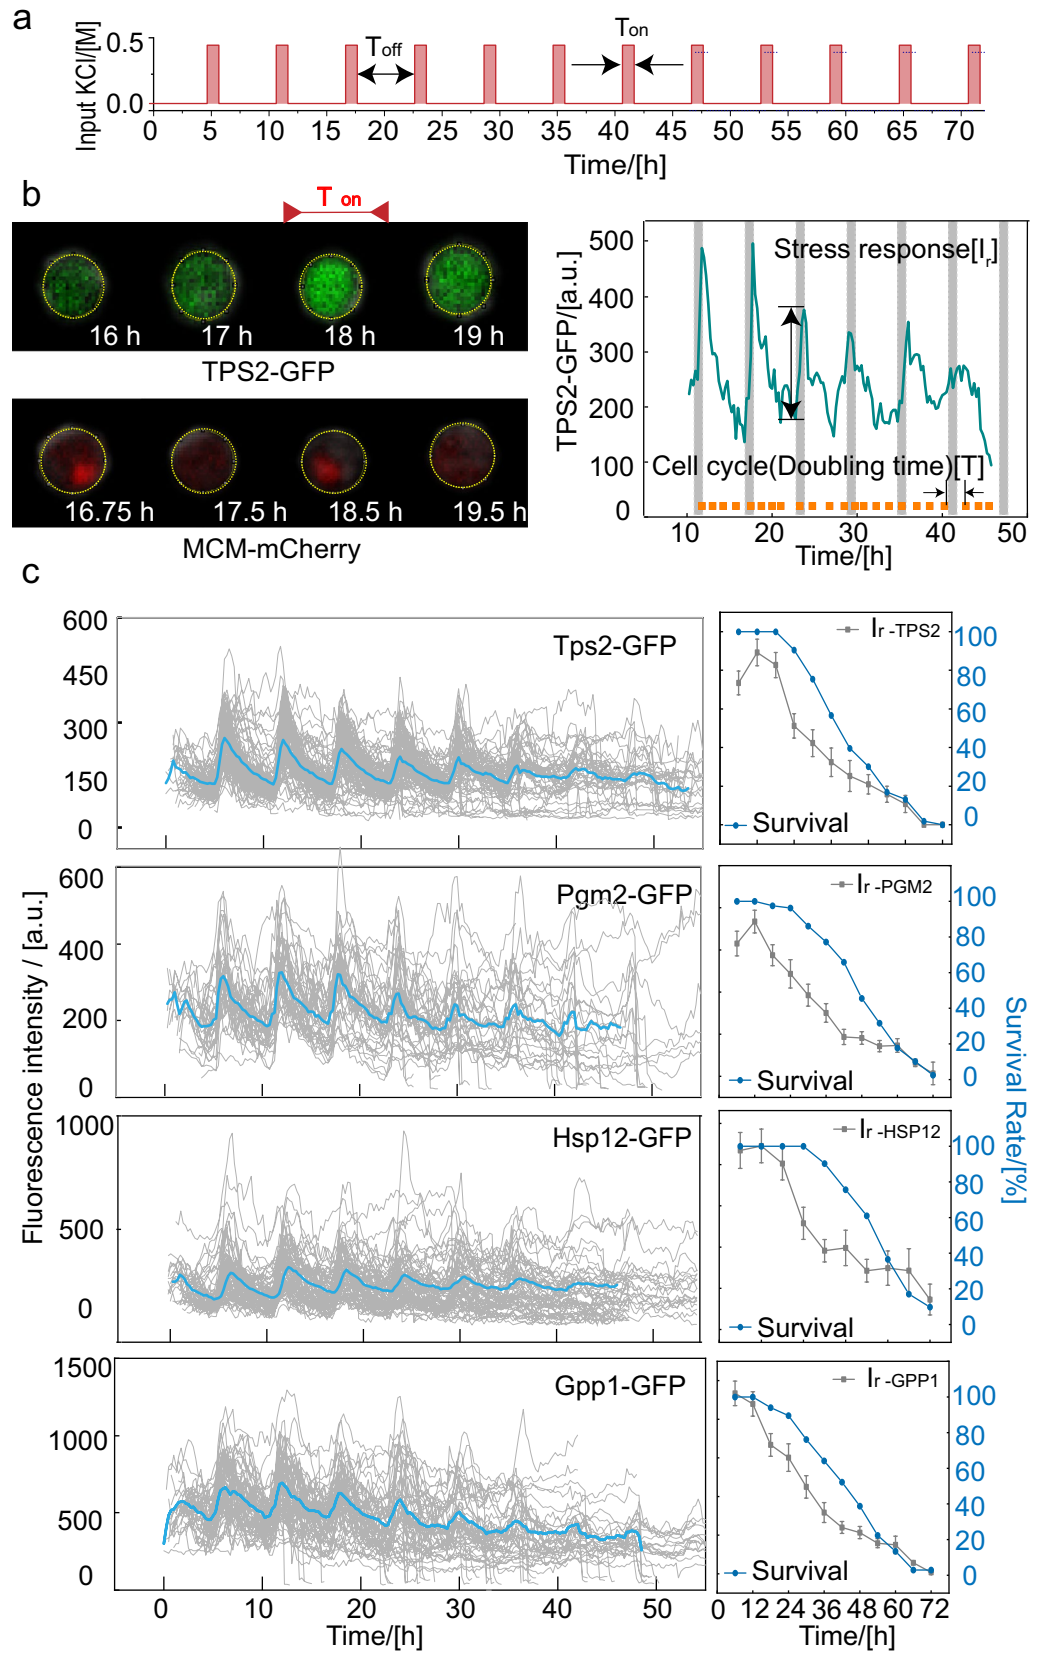 a
Input KCl/[M]
0.5
0.0
Toff
Ton
0 5 10 15 20 25 30 35 40 45 50 55 60 65 70
Time/[h]
b
T on
16 h 17 h 18 h 19 h
TPS2-GFP
16.75 h 17.5 h 18.5 h 19.5 h
MCM-mCherry
TPS2-GFP/[a.u.]
500
400
300
200
100
0
Stress response[Ir]
Cell cycle(Doubling time)[T]
10 20 30 40 50
Time/[h]
c
Fluorescence intensity / [a.u.]
600
450
300
150
0
Tps2-GFP
Ir -TPS2
Survival
100
80
60
40
20
0
600
400
200
0
Pgm2-GFP
Ir -PGM2
Survival
100
80
60
40
20
0
Survival Rate/[%]
1000
500
0
Hsp12-GFP
Ir -HSP12
Survival
100
80
60
40
20
0
1500
1000
500
0
Gpp1-GFP
Ir -GPP1
Survival
100
80
60
40
20
0
0 10 20 30 40 50
Time/[h]
0 12 24 36 48 60 72
Time/[h]